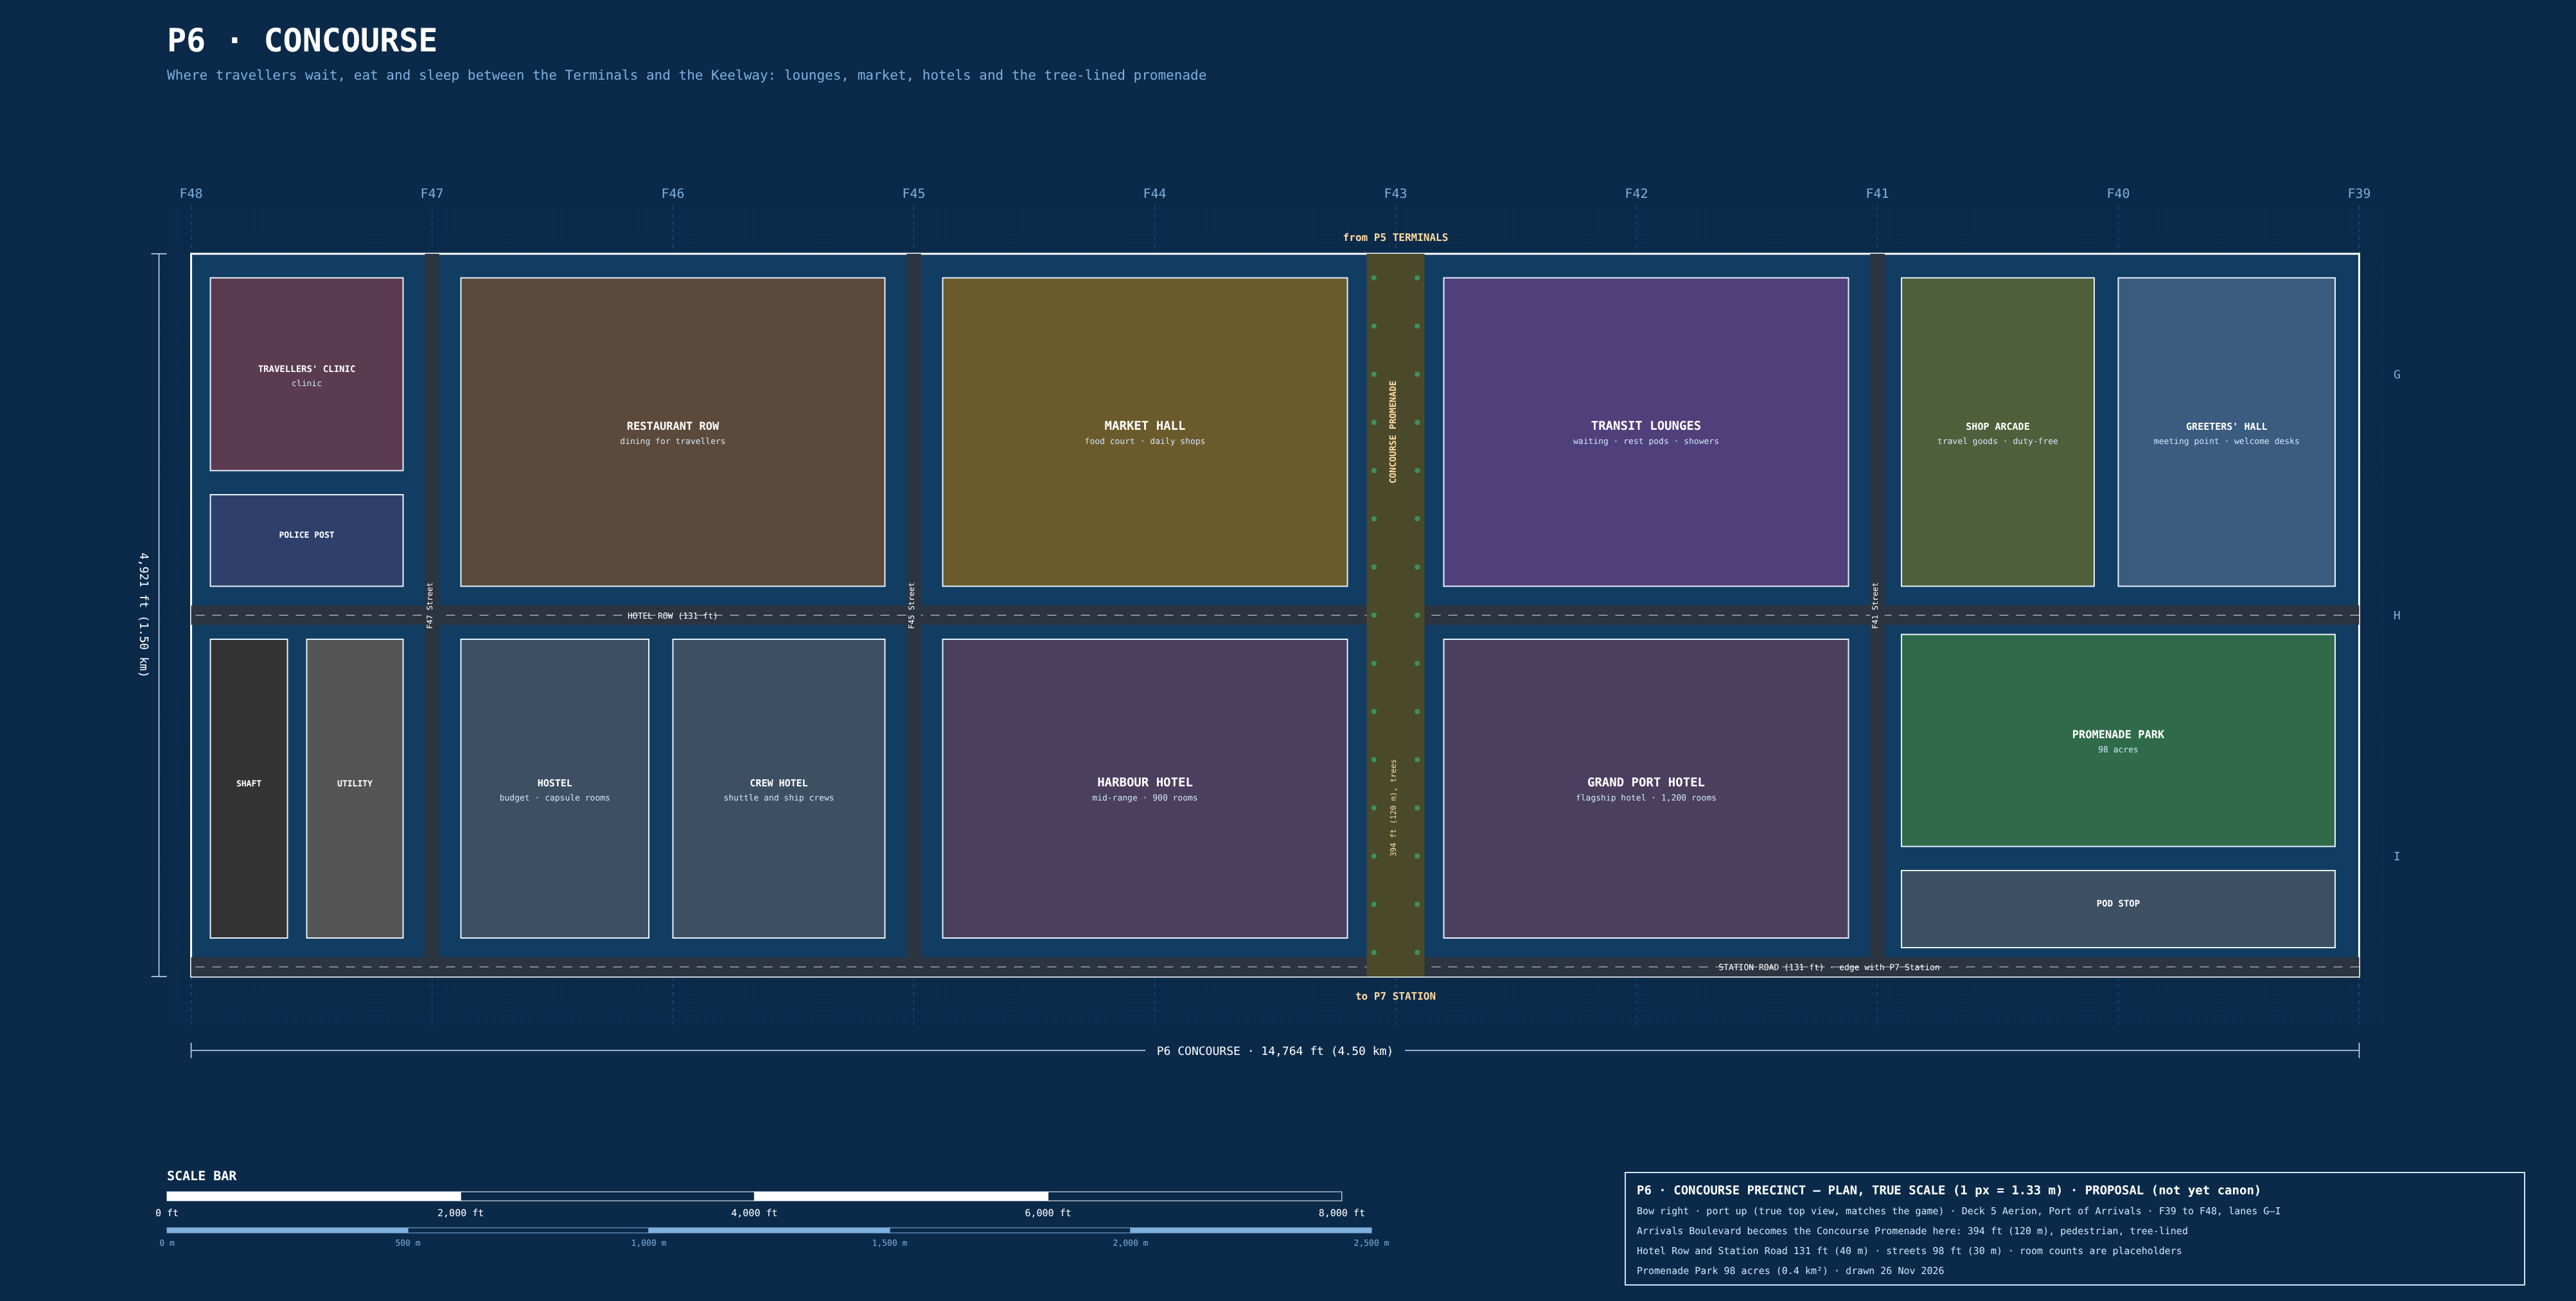 P6 · CONCOURSE
Where travellers wait, eat and sleep between the Terminals and the Keelway: lounges, market, hotels and the tree-lined promenade
F48
F47
F46
F45
F44
F43
F42
F41
F40
F39
from P5 TERMINALS
TRAVELLERS' CLINIC
clinic
RESTAURANT ROW
dining for travellers
MARKET HALL
food court · daily shops
CONCOURSE PROMENADE
TRANSIT LOUNGES
waiting · rest pods · showers
SHOP ARCADE
travel goods · duty-free
GREETERS' HALL
meeting point · welcome desks
G
POLICE POST
4,921 ft (1.50 km)
F47 Street
HOTEL ROW (131 ft)
F45 Street
F41 Street
H
SHAFT
UTILITY
HOSTEL
budget · capsule rooms
CREW HOTEL
shuttle and ship crews
HARBOUR HOTEL
mid-range · 900 rooms
394 ft (120 m), trees
GRAND PORT HOTEL
flagship hotel · 1,200 rooms
PROMENADE PARK
98 acres
I
POD STOP
STATION ROAD (131 ft) · edge with P7 Station
to P7 STATION
P6 CONCOURSE · 14,764 ft (4.50 km)
SCALE BAR
0 ft
2,000 ft
4,000 ft
6,000 ft
8,000 ft
0 m
500 m
1,000 m
1,500 m
2,000 m
2,500 m
P6 · CONCOURSE PRECINCT — PLAN, TRUE SCALE (1 px = 1.33 m) · PROPOSAL (not yet canon)
Bow right · port up (true top view, matches the game) · Deck 5 Aerion, Port of Arrivals · F39 to F48, lanes G–I
Arrivals Boulevard becomes the Concourse Promenade here: 394 ft (120 m), pedestrian, tree-lined
Hotel Row and Station Road 131 ft (40 m) · streets 98 ft (30 m) · room counts are placeholders
Promenade Park 98 acres (0.4 km²) · drawn 26 Nov 2026